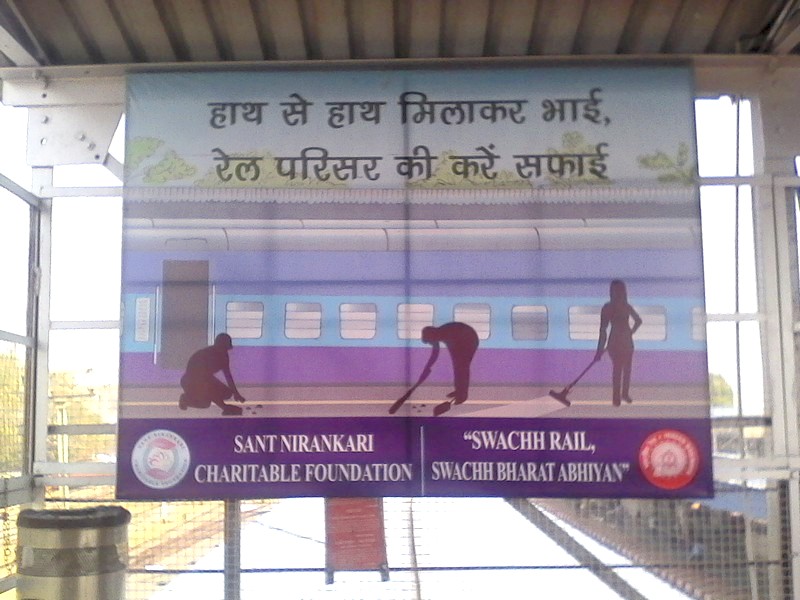 हाथ से हाथ मिलाकर भाई,
रेल परिसर की करें सफाई
SANT NIRANKARI
CHARITABLE FOUNDATION
"SWACHH RAIL,
SWACHH BHARAT ABHIYAN"